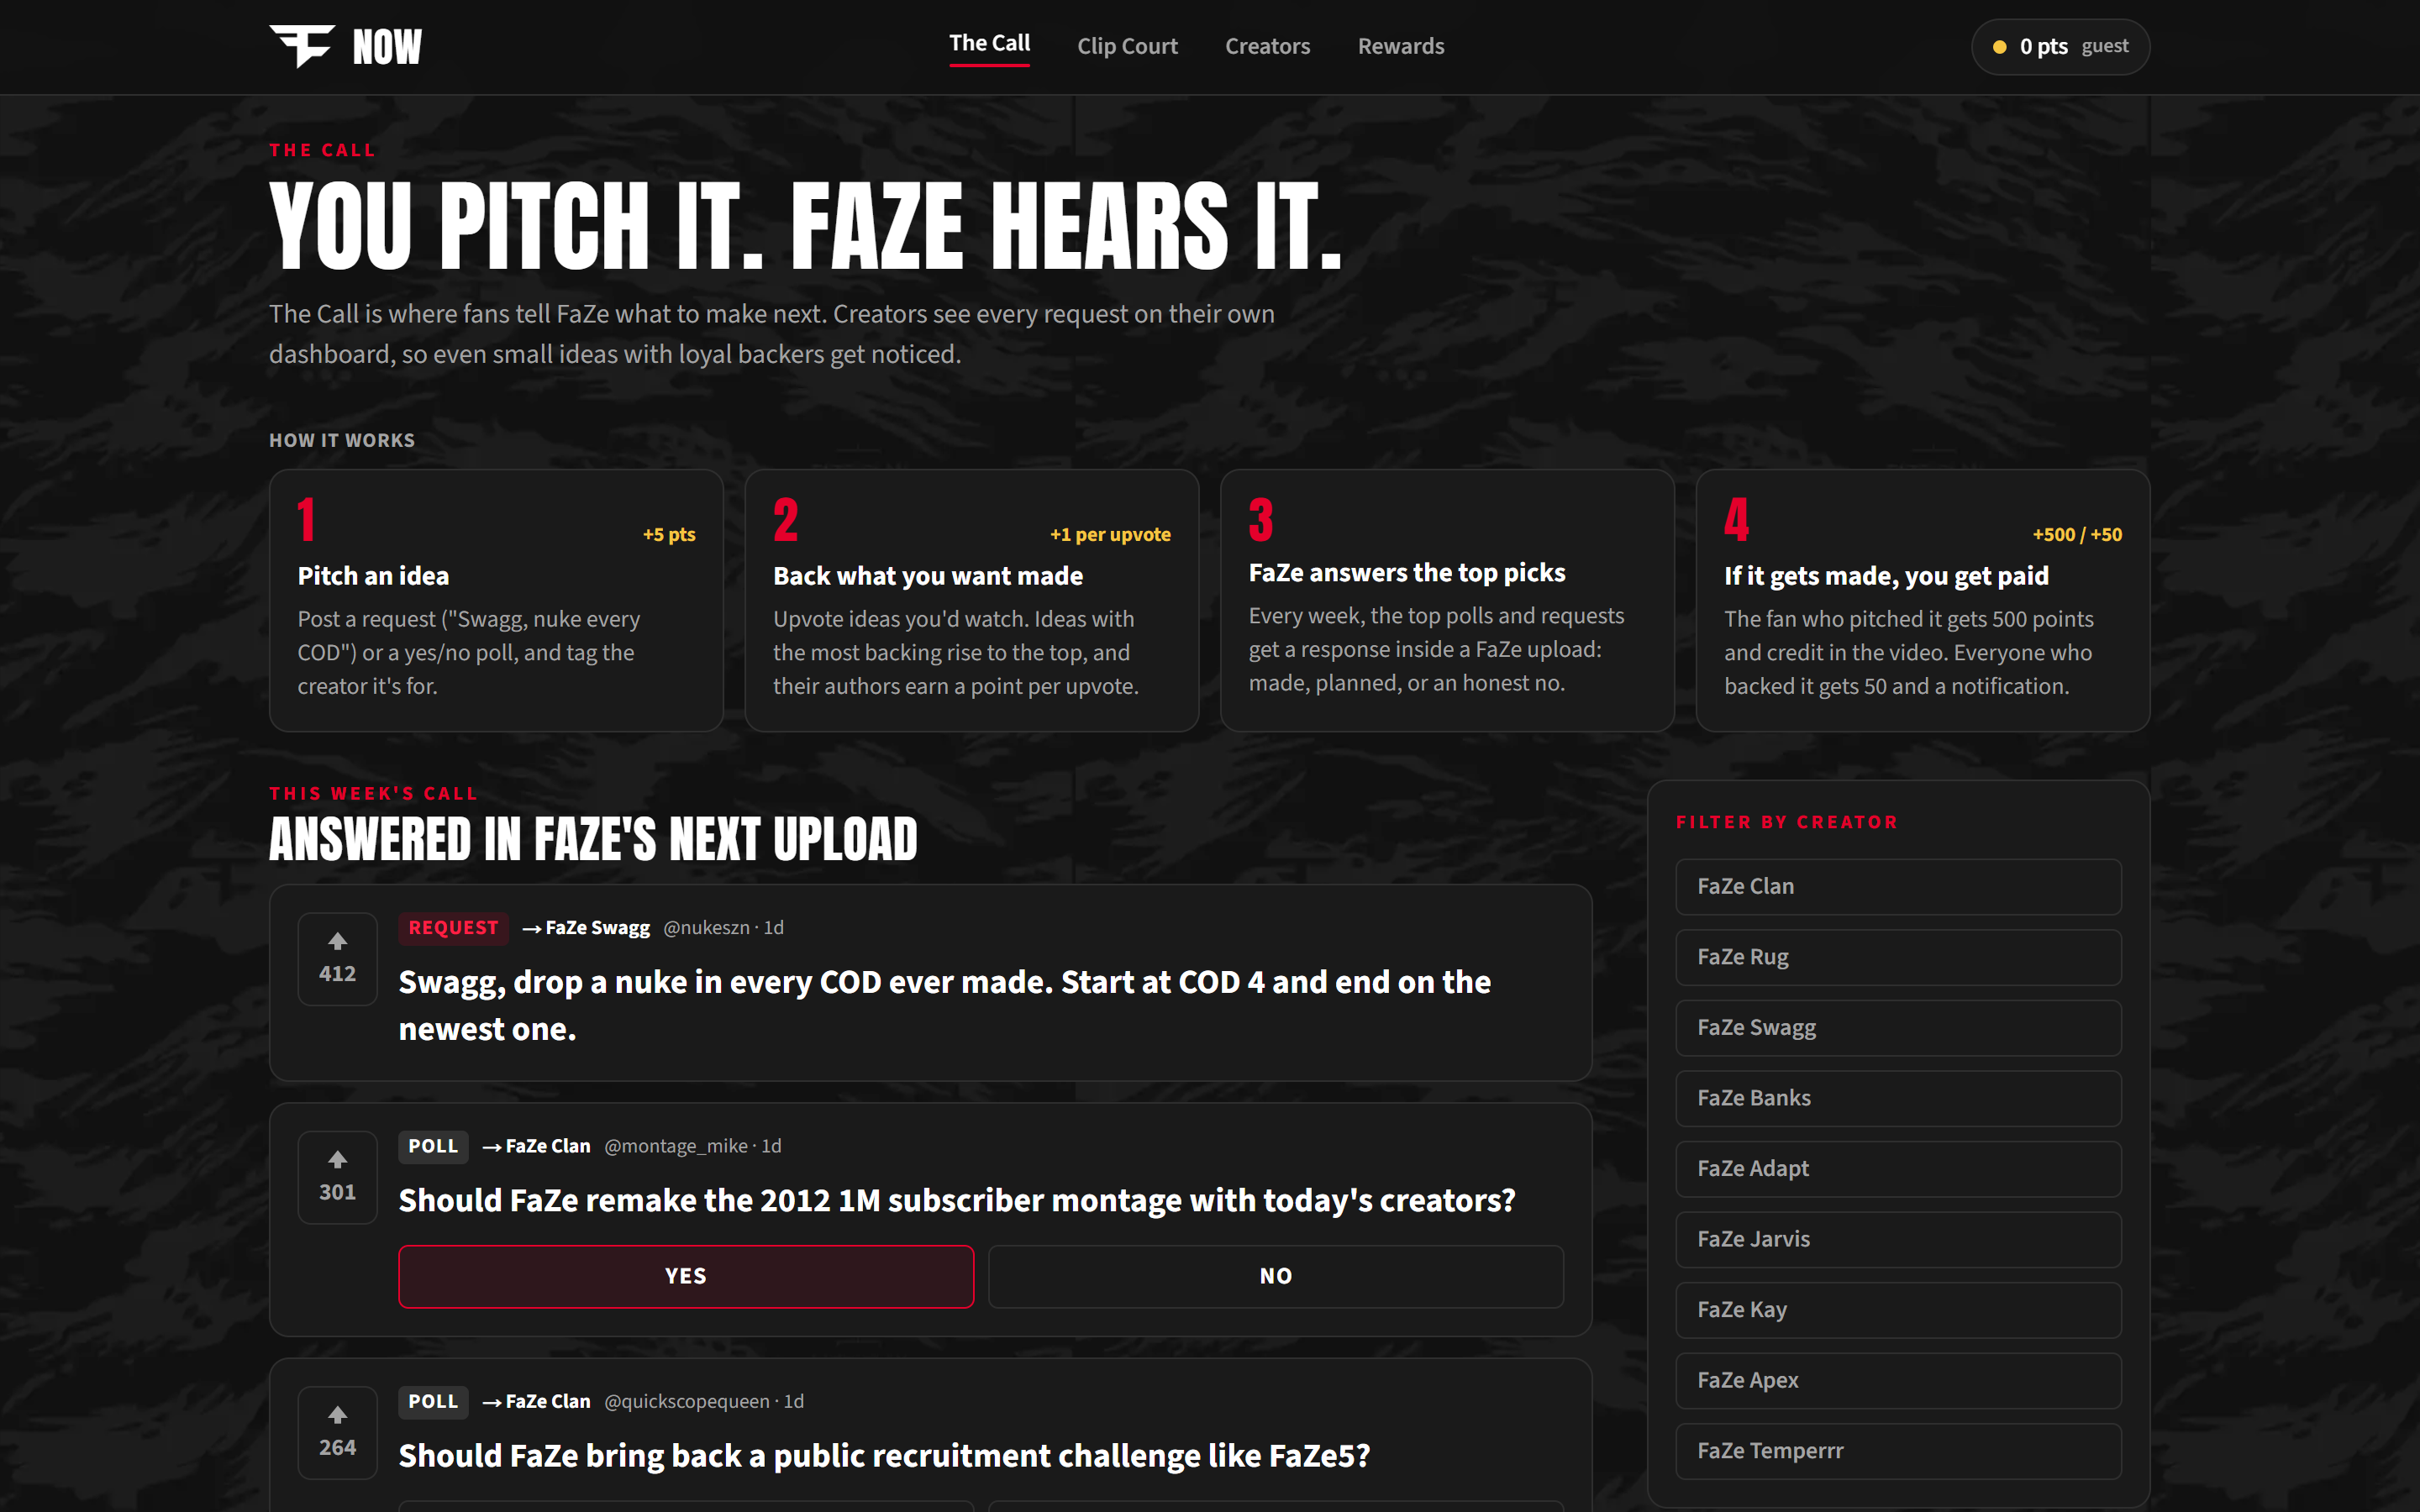 NOW
The Call
Clip Court
Creators
Rewards
0 pts guest
THE CALL
YOU PITCH IT. FAZE HEARS IT.
The Call is where fans tell FaZe what to make next. Creators see every request on their own
dashboard, so even small ideas with loyal backers get noticed.
HOW IT WORKS
1
+5 pts
Pitch an idea
Post a request ("Swagg, nuke every
COD") or a yes/no poll, and tag the
creator it's for.
2
+1 per upvote
Back what you want made
Upvote ideas you'd watch. Ideas with
the most backing rise to the top, and
their authors earn a point per upvote.
3
FaZe answers the top picks
Every week, the top polls and requests
get a response inside a FaZe upload:
made, planned, or an honest no.
4
+500 / +50
If it gets made, you get paid
The fan who pitched it gets 500 points
and credit in the video. Everyone who
backed it gets 50 and a notification.
THIS WEEK'S CALL
ANSWERED IN FAZE'S NEXT UPLOAD
412
REQUEST → FaZe Swagg @nukeszn · 1d
Swagg, drop a nuke in every COD ever made. Start at COD 4 and end on the
newest one.
301
POLL → FaZe Clan @montage_mike · 1d
Should FaZe remake the 2012 1M subscriber montage with today's creators?
YES
NO
264
POLL → FaZe Clan @quickscopequeen · 1d
Should FaZe bring back a public recruitment challenge like FaZe5?
FILTER BY CREATOR
FaZe Clan
FaZe Rug
FaZe Swagg
FaZe Banks
FaZe Adapt
FaZe Jarvis
FaZe Kay
FaZe Apex
FaZe Temperrr